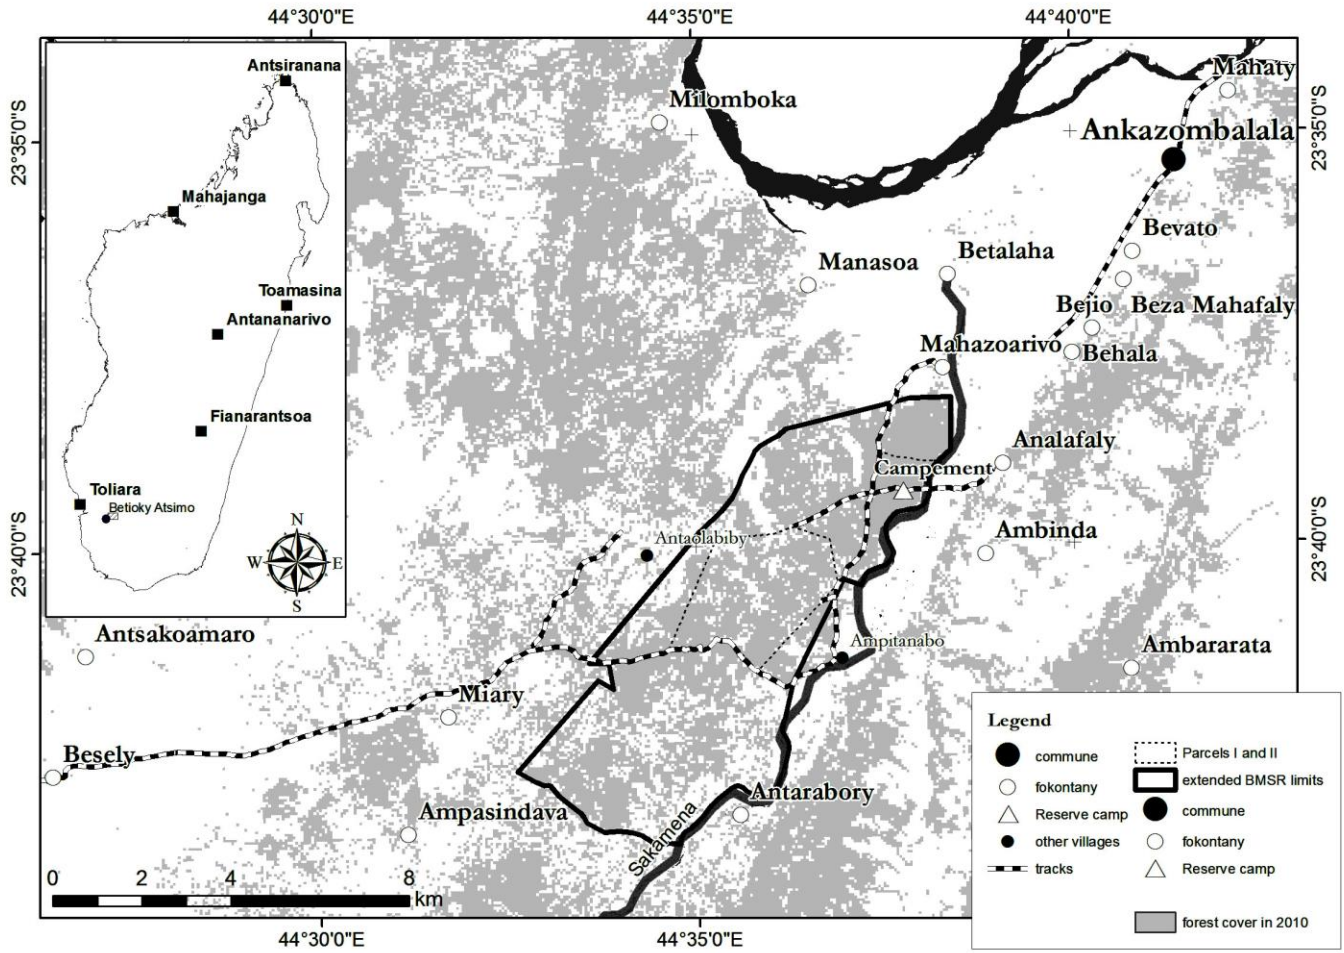 44°30'0"E
44°35'0"E
44°40'0"E
23°35'0"S
23°35'0"S
Antsiranana
Mahajanga
Toamasina
Antananarivo
Fianarantsoa
Toliara
Betioky Atsimo
N
W
E
S
Milomboka
Mahaty
Ankazombalala
Bevato
Manasoa
Betalaha
Bejio
Beza Mahafaly
Mahazoarivo
Behala
Analafaly
Campement
Ambinda
Antaolabiby
23°40'0"S
23°40'0"S
Antsakoamaro
Ampitanabo
Ambararata
Miary
Besely
Ampasindava
Antarabory
Sakamena
0
2
4
8
km
Legend
commune
fokontany
Reserve camp
other villages
tracks
Parcels I and II
extended BMSR limits
commune
fokontany
Reserve camp
forest cover in 2010
44°30'0"E
44°35'0"E